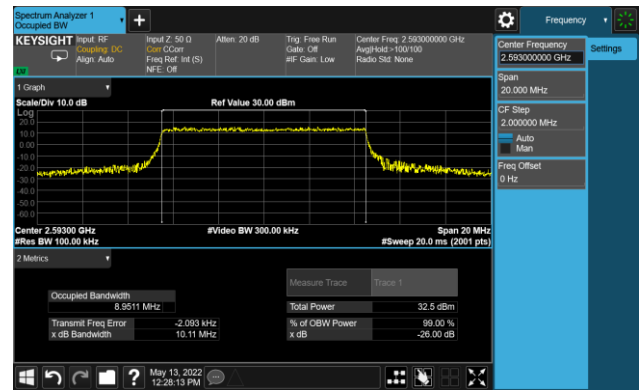 Spectrum Analyzer 1
Occupied BW
Frequency
KEYSIGHT
Input: RF
Coupling: DC
Align: Auto
Input Z: 50 Ω
Corr CCorr
Freq Ref: Int (S)
NFE: Off
Atten: 20 dB
Trig: Free Run
Gate: Off
#IF Gain: Low
Center Freq: 2.593000000 GHz
Avg|Hold:>100/100
Radio Std: None
Center Frequency
2.593000000 GHz
Settings
Span
20.000 MHz
CF Step
2.000000 MHz
Auto
Man
Freq Offset
0 Hz
1 Graph
Scale/Div 10.0 dB
Ref Value 30.00 dBm
Log
20.0
10.0
0.00
-10.0
-20.0
-30.0
-40.0
-50.0
-60.0
Center 2.59300 GHz
#Video BW 300.00 kHz
Span 20 MHz
#Res BW 100.00 kHz
#Sweep 20.0 ms (2001 pts)
2 Metrics
Measure Trace
Trace 1
Occupied Bandwidth
8.9511 MHz
Total Power
32.5 dBm
Transmit Freq Error
-2.093 kHz
% of OBW Power
99.00 %
x dB Bandwidth
10.11 MHz
x dB
-26.00 dB
May 13, 2022
12:28:13 PM